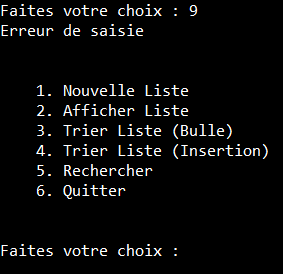 Faites votre choix : 9
Erreur de saisie
1. Nouvelle Liste
2. Afficher Liste
3. Trier Liste (Bulle)
4. Trier Liste (Insertion)
5. Rechercher
6. Quitter
Faites votre choix :